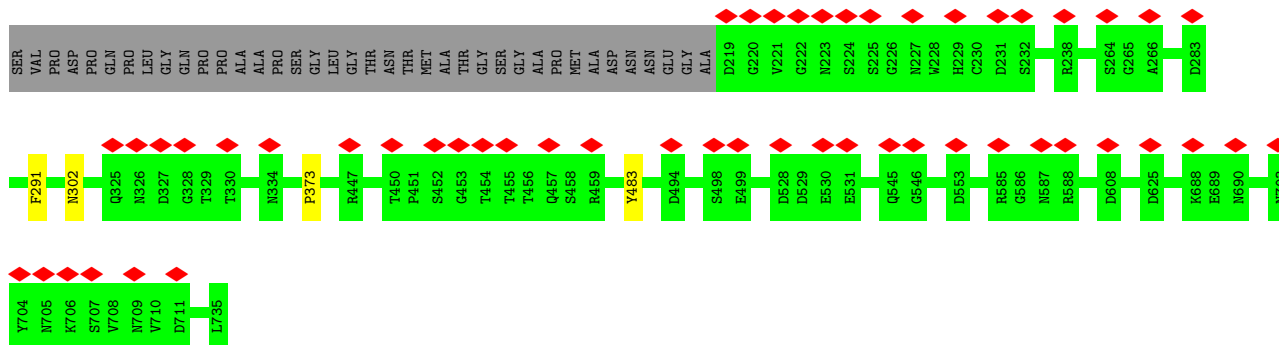 SER VAL PRO ASP PRO GLN PRO LEU GLY GLN PRO PRO ALA ALA PRO SER GLY LEU GLY THR ASN THR MET ALA THR GLY SER GLY ALA PRO MET ALA ASP ASN ASN GLU GLY ALA D219 G220 V221 G222 N223 S224 S225 G226 N227 W228 H229 C230 D231 S232 R238 S264 G265 A266 D283
F291 N302 Q325 N326 D327 G328 T329 T330 N334 P373 R447 T450 P451 S452 G453 T454 T455 T456 Q457 S458 R459 Y483 D494 S498 E499 D528 D529 E530 E531 Q545 G546 D553 R585 G586 N587 R588 D608 D625 K688 E689 N690
Y704 N705 K706 S707 V708 N709 V710 D711 L735